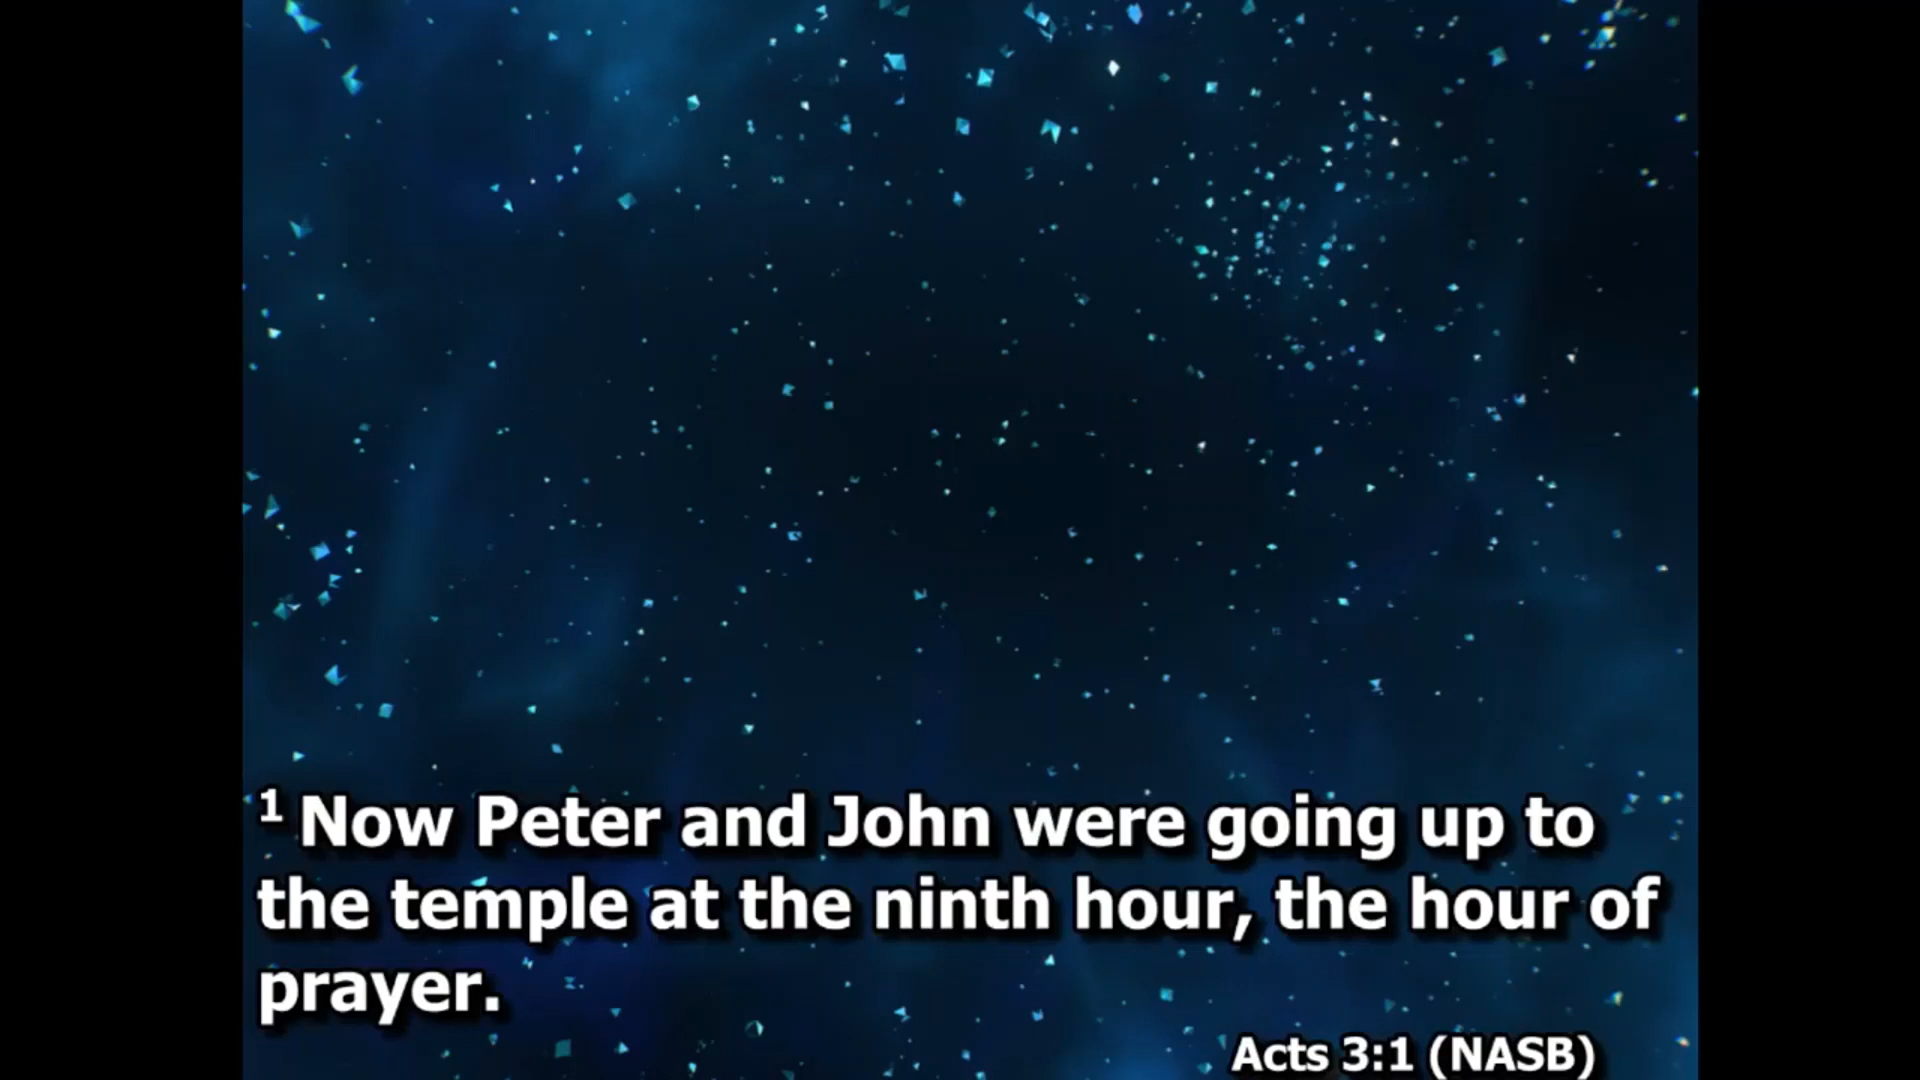 1 Now Peter and John were going up to
the temple at the ninth hour, the hour of
prayer.
Acts 3:1 (NASB)